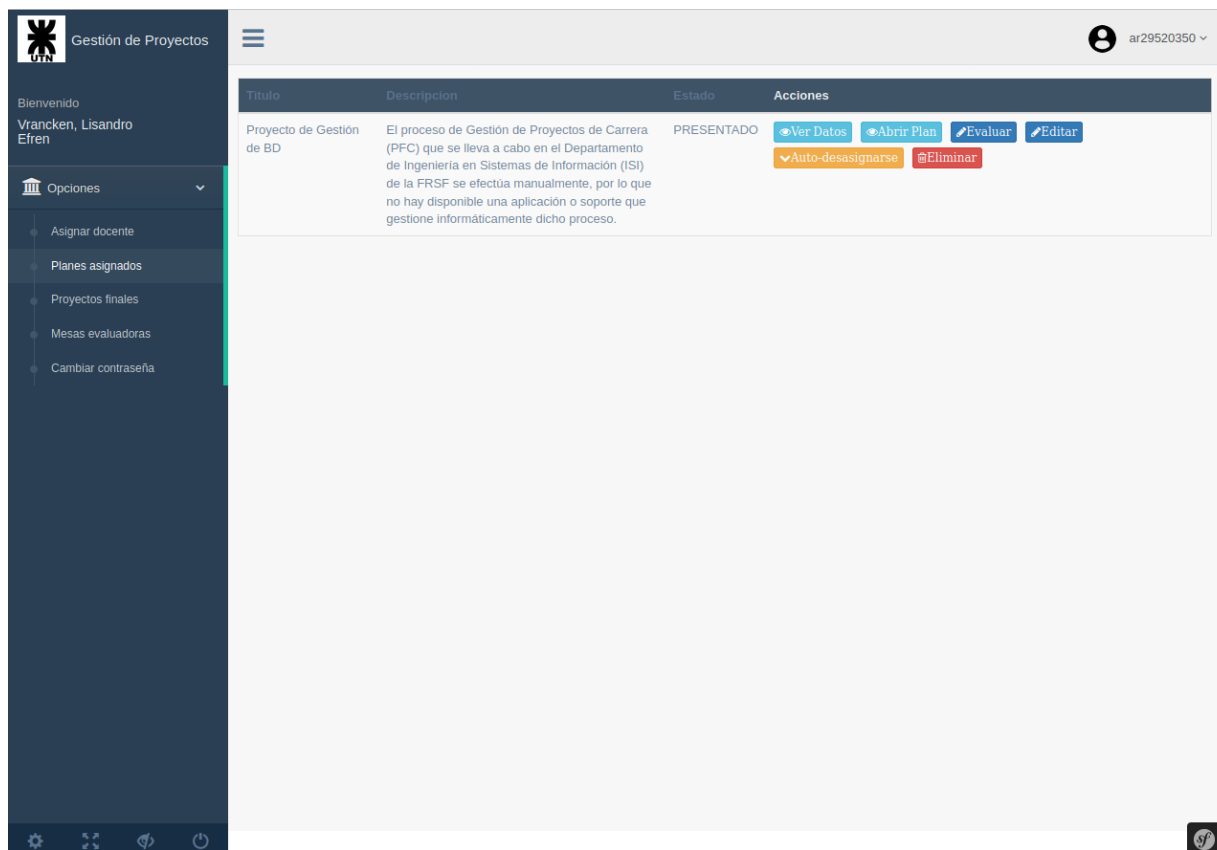 UTN
Gestión de Proyectos
ar29520350
Bienvenido
Vrancken, Lisandro
Efren
Opciones
Asignar docente
Planes asignados
Proyectos finales
Mesas evaluadoras
Cambiar contraseña
Titulo Descripcion Estado Acciones
Proyecto de Gestión
de BD
El proceso de Gestión de Proyectos de Carrera
(PFC) que se lleva a cabo en el Departamento
de Ingeniería en Sistemas de Información (ISI)
de la FRSF se efectúa manualmente, por lo que
no hay disponible una aplicación o soporte que
gestione informáticamente dicho proceso.
PRESENTADO
Ver Datos Abrir Plan Evaluar Editar
Auto-desasignarse Eliminar
sf